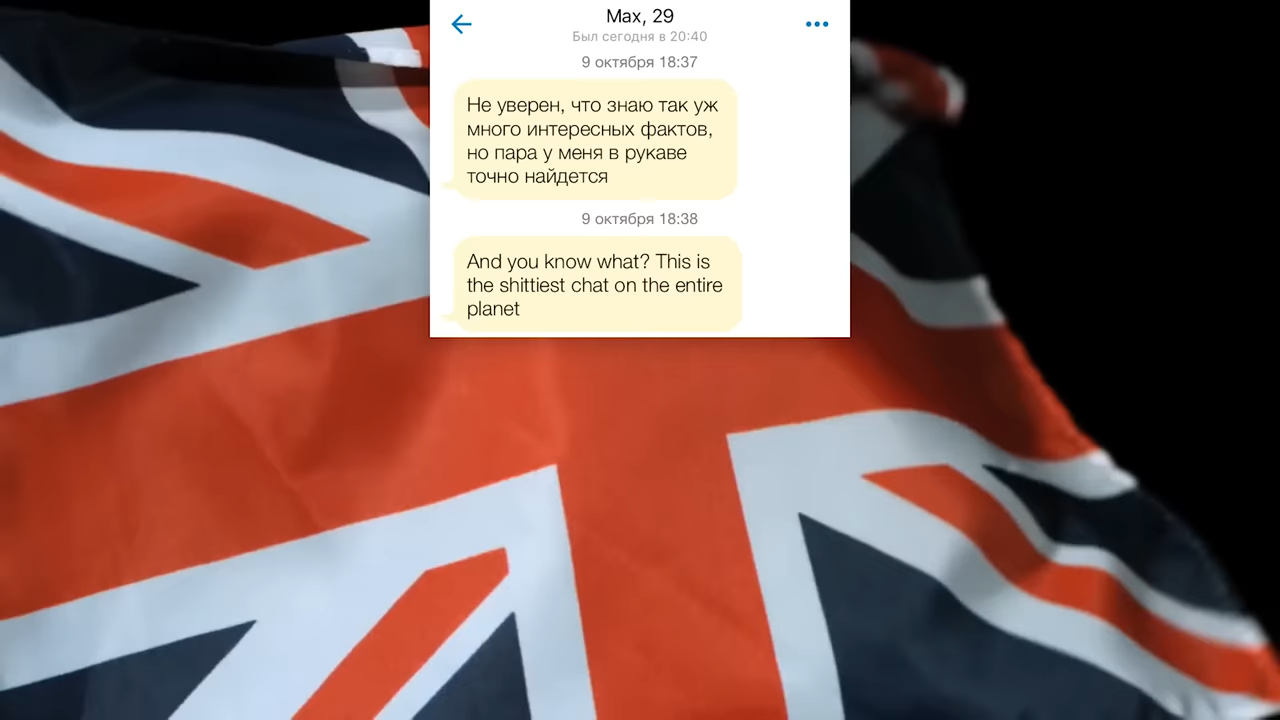 Max, 29
Был сегодня в 20:40
9 октября 18:37
Не уверен, что знаю так уж
много интересных фактов,
но пара у меня в рукаве
точно найдется
9 октября 18:38
And you know what? This is
the shittiest chat on the entire
planet